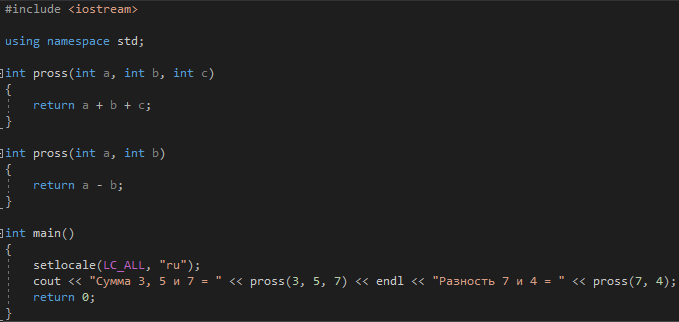 #include <iostream>
using namespace std;
int pross(int a, int b, int c)
{
return a + b + c;
}
int pross(int a, int b)
{
return a - b;
}
int main()
{
setlocale(LC_ALL, "ru");
cout << "Сумма 3, 5 и 7 = " << pross(3, 5, 7) << endl << "Разность 7 и 4 = " << pross(7, 4);
return 0;
}